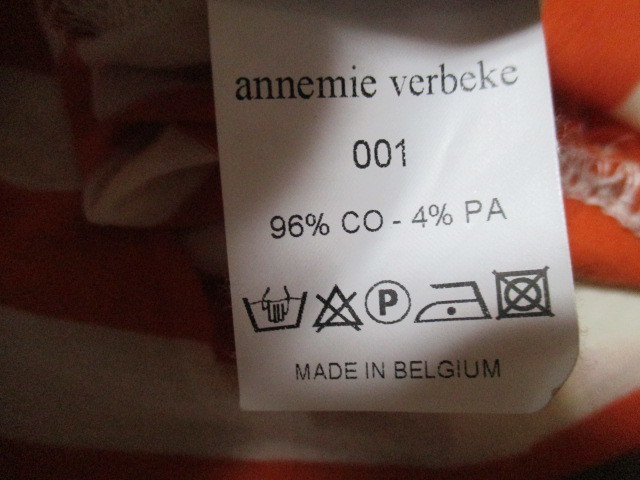 annemie verbeke
001
96% CO - 4% PA
P
MADE IN BELGIUM